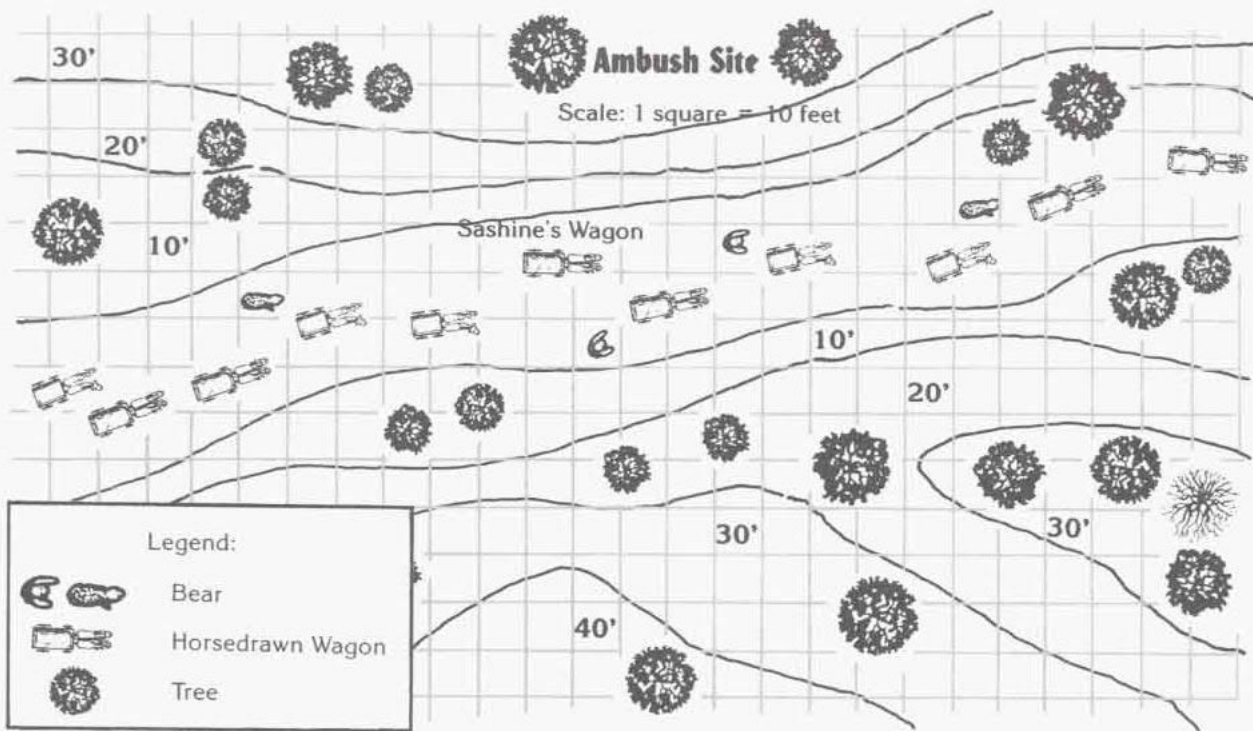 30'
Ambush Site
Scale: 1 square = 10 feet
20'
10'
Sashine's Wagon
10'
20'
30'
30'
40'
Legend:
Bear
Horsedrawn Wagon
Tree